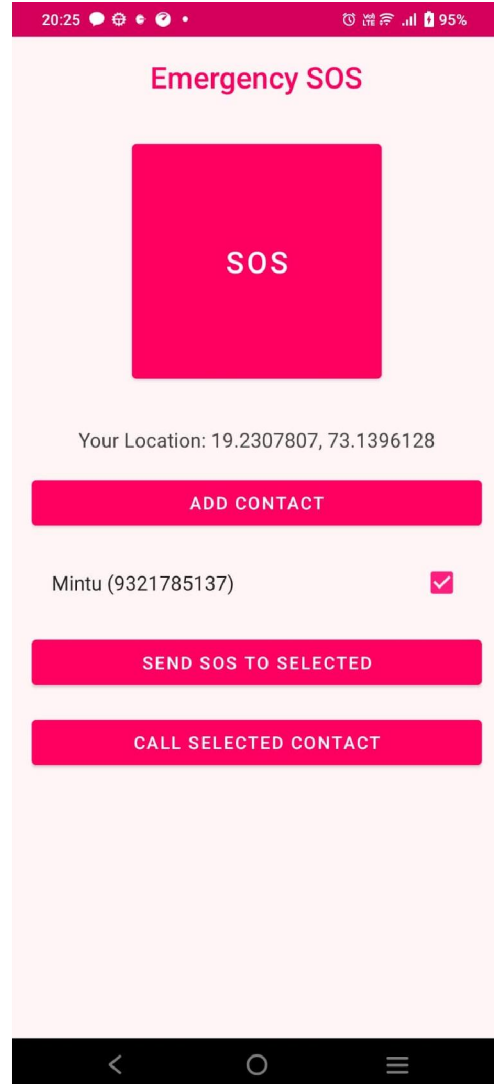 20:25 95%
Emergency SOS
SOS
Your Location: 19.2307807, 73.1396128
ADD CONTACT
Mintu (9321785137)
SEND SOS TO SELECTED
CALL SELECTED CONTACT